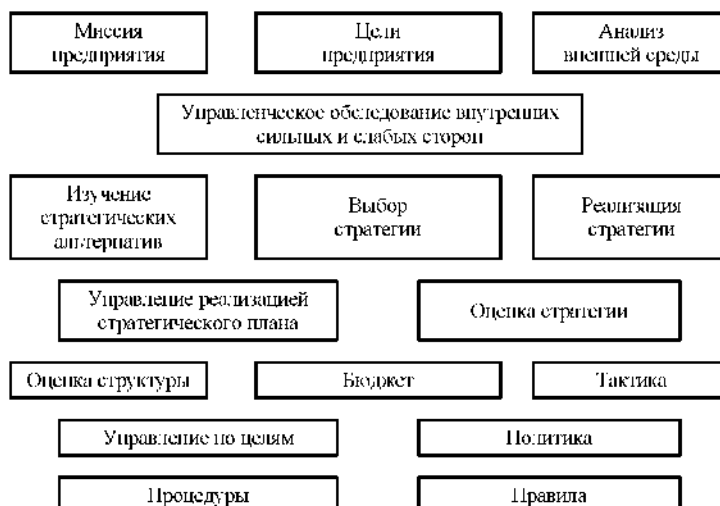 Миссия
предприятия
Цели
предприятия
Анализ
внешней среды
Управленческое обследование внутренних
сильных и слабых сторон
Изучение
стратегических
альтернатив
Выбор
стратегии
Реализация
стратегии
Управление реализацией
стратегического плана
Оценка стратегии
Оценка структуры
Бюджет
Тактика
Управление по целям
Политика
Процедуры
Правила